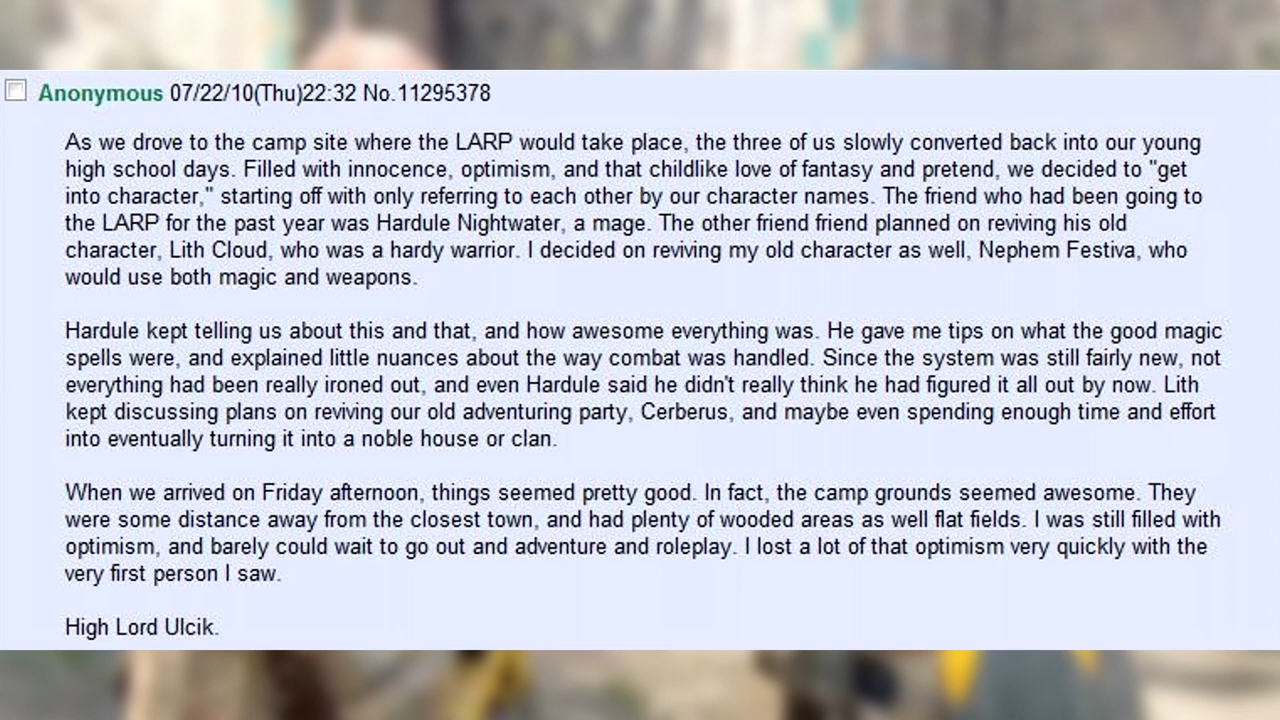 Anonymous 07/22/10(Thu)22:32 No.11295378
As we drove to the camp site where the LARP would take place, the three of us slowly converted back into our young
high school days. Filled with innocence, optimism, and that childlike love of fantasy and pretend, we decided to "get
into character," starting off with only referring to each other by our character names. The friend who had been going to
the LARP for the past year was Hardule Nightwater, a mage. The other friend friend planned on reviving his old
character, Lith Cloud, who was a hardy warrior. I decided on reviving my old character as well, Nephem Festiva, who
would use both magic and weapons.
Hardule kept telling us about this and that, and how awesome everything was. He gave me tips on what the good magic
spells were, and explained little nuances about the way combat was handled. Since the system was still fairly new, not
everything had been really ironed out, and even Hardule said he didn't really think he had figured it all out by now. Lith
kept discussing plans on reviving our old adventuring party, Cerberus, and maybe even spending enough time and effort
into eventually turning it into a noble house or clan.
When we arrived on Friday afternoon, things seemed pretty good. In fact, the camp grounds seemed awesome. They
were some distance away from the closest town, and had plenty of wooded areas as well flat fields. I was still filled with
optimism, and barely could wait to go out and adventure and roleplay. I lost a lot of that optimism very quickly with the
very first person I saw.
High Lord Ulcik.